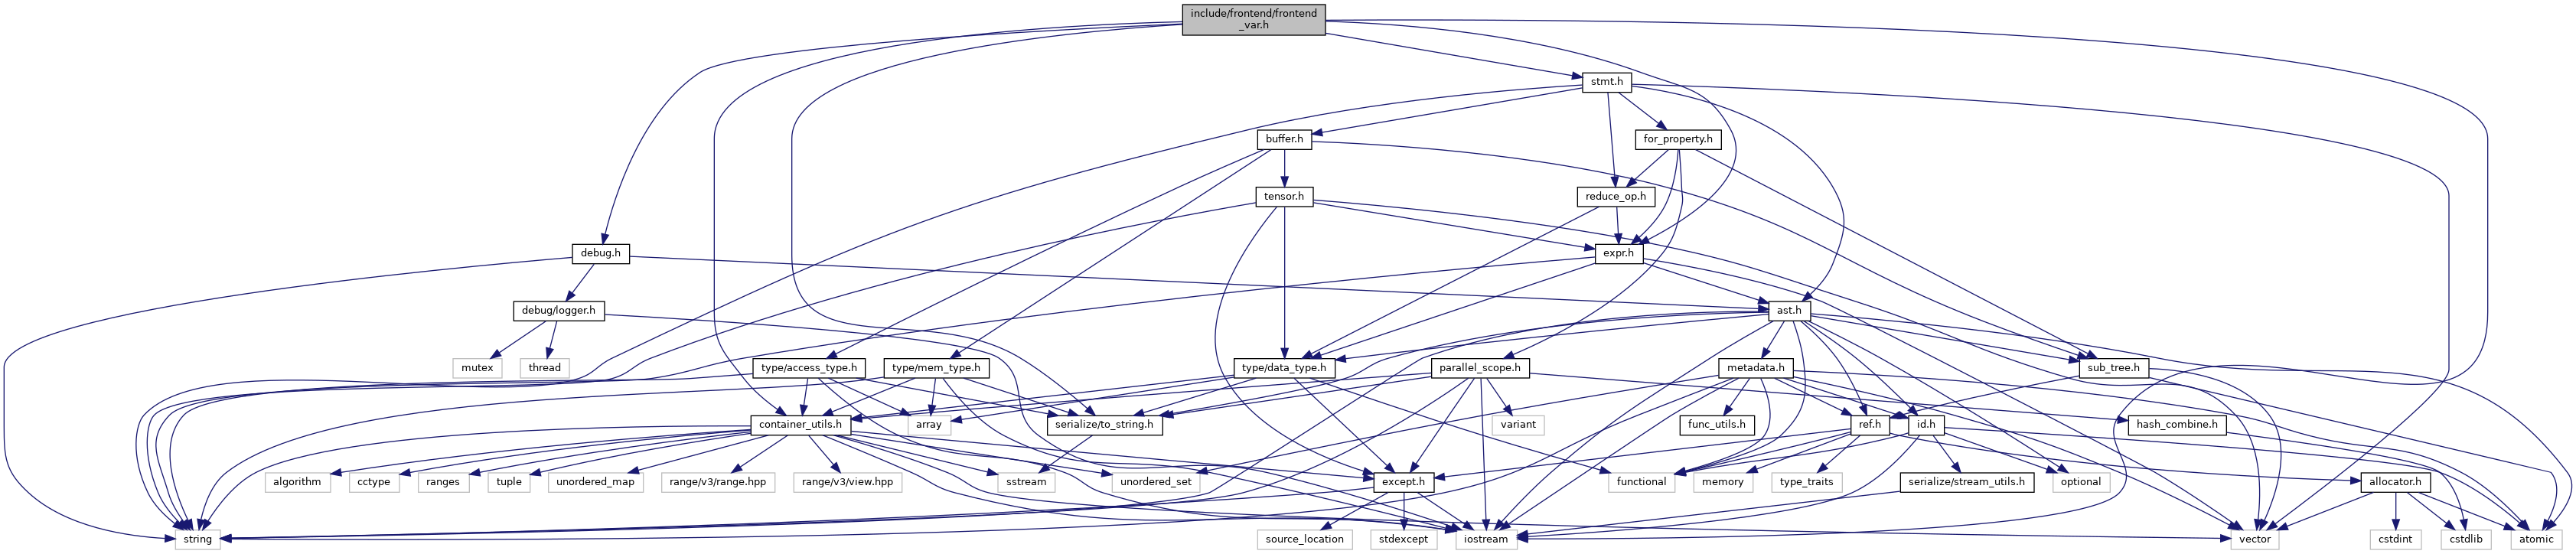 include/frontend/frontend
_var.h
stmt.h
buffer.h
for_property.h
tensor.h
reduce_op.h
debug.h
expr.h
debug/logger.h
ast.h
mutex
thread
type/access_type.h
type/mem_type.h
type/data_type.h
parallel_scope.h
metadata.h
sub_tree.h
container_utils.h
array
serialize/to_string.h
variant
func_utils.h
ref.h
id.h
hash_combine.h
algorithm
cctype
ranges
tuple
unordered_map
range/v3/range.hpp
range/v3/view.hpp
sstream
unordered_set
except.h
functional
memory
type_traits
serialize/stream_utils.h
optional
allocator.h
string
source_location
stdexcept
iostream
vector
cstdint
cstdlib
atomic